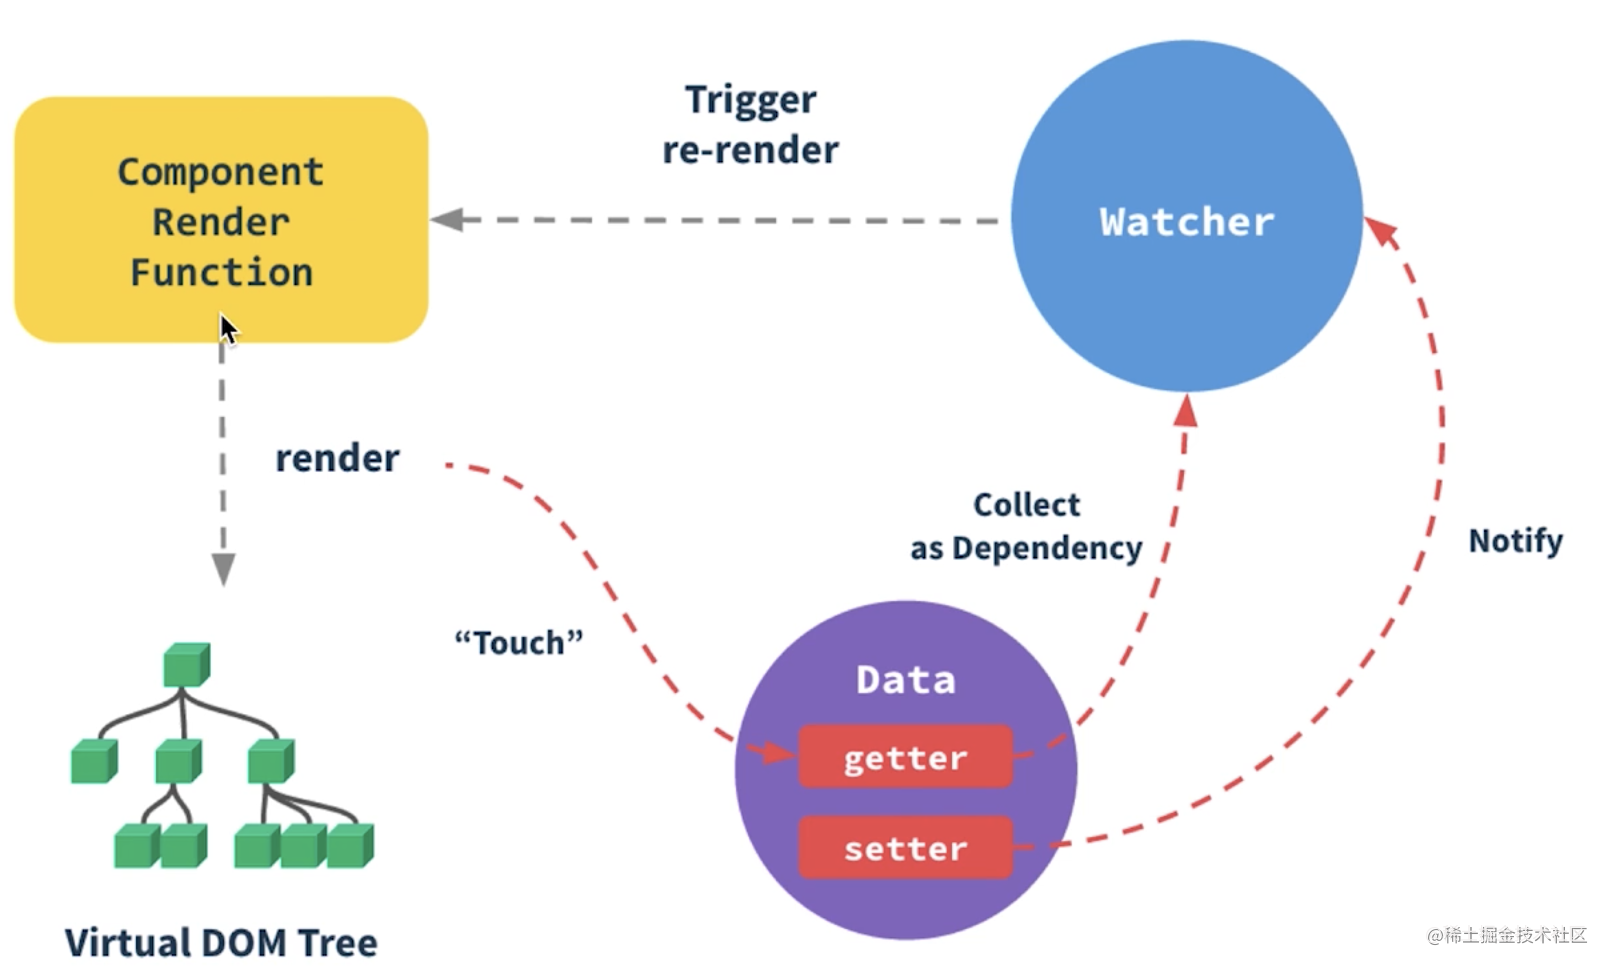 Trigger
re-render
Component
Render
Function
Watcher
render
Collect
as Dependency
Notify
“Touch”
Data
getter
setter
Virtual DOM Tree
@稀土掘金技术社区